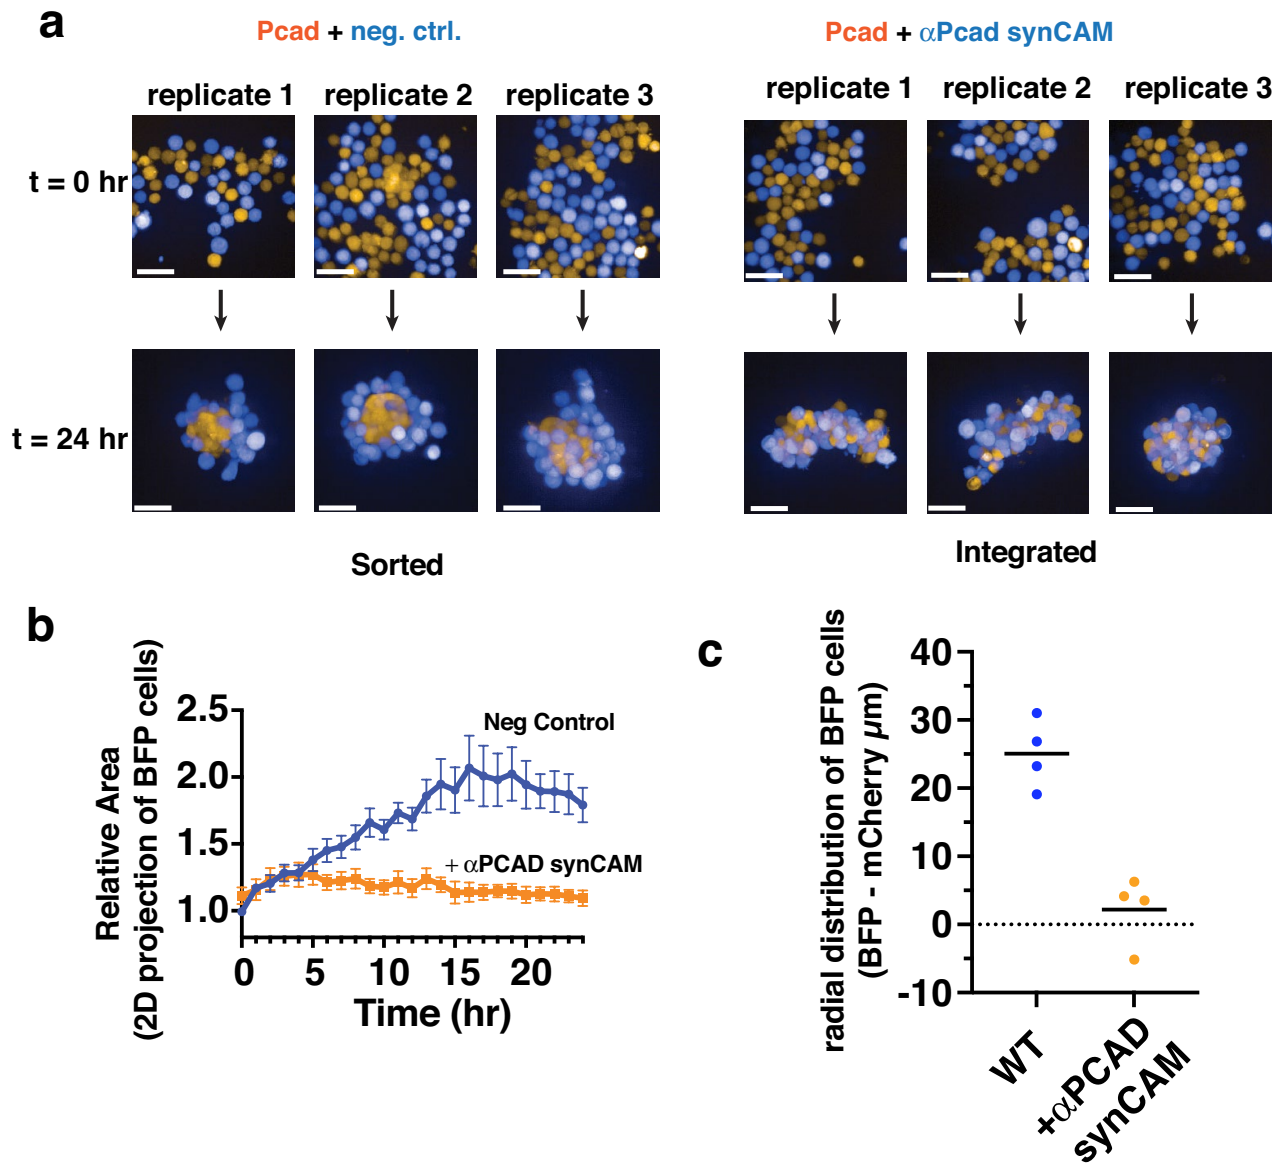 a
Pcad + neg. ctrl.
Pcad + αPcad synCAM
replicate 1
replicate 2
replicate 3
replicate 1
replicate 2
replicate 3
t = 0 hr
t = 24 hr
Sorted
Integrated
b
Relative Area
(2D projection of BFP cells)
2.5
2.0
1.5
1.0
Neg Control
+ αPCAD synCAM
0
5
10
15
20
Time (hr)
c
radial distribution of BFP cells
(BFP - mCherry µm)
40
30
20
10
0
-10
WT
+αPCAD
synCAM